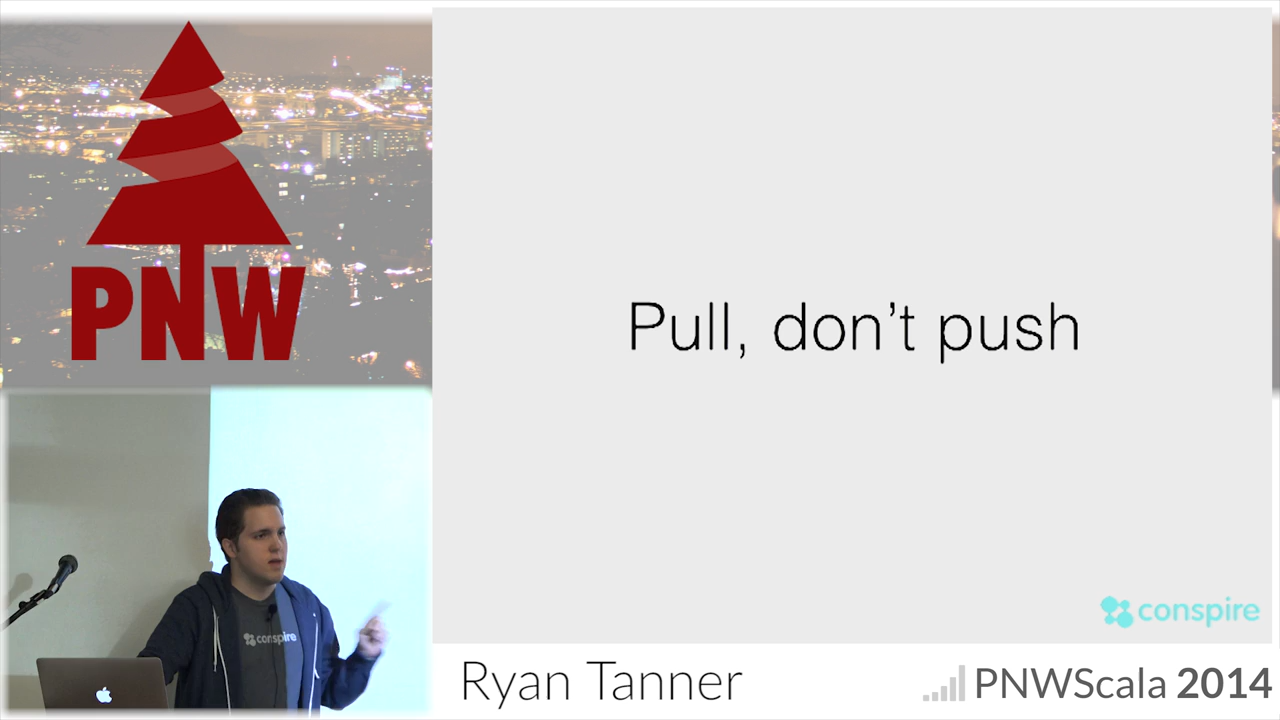 PNW
Pull, don't push
conspire
conspire
Ryan Tanner
PNWScala 2014